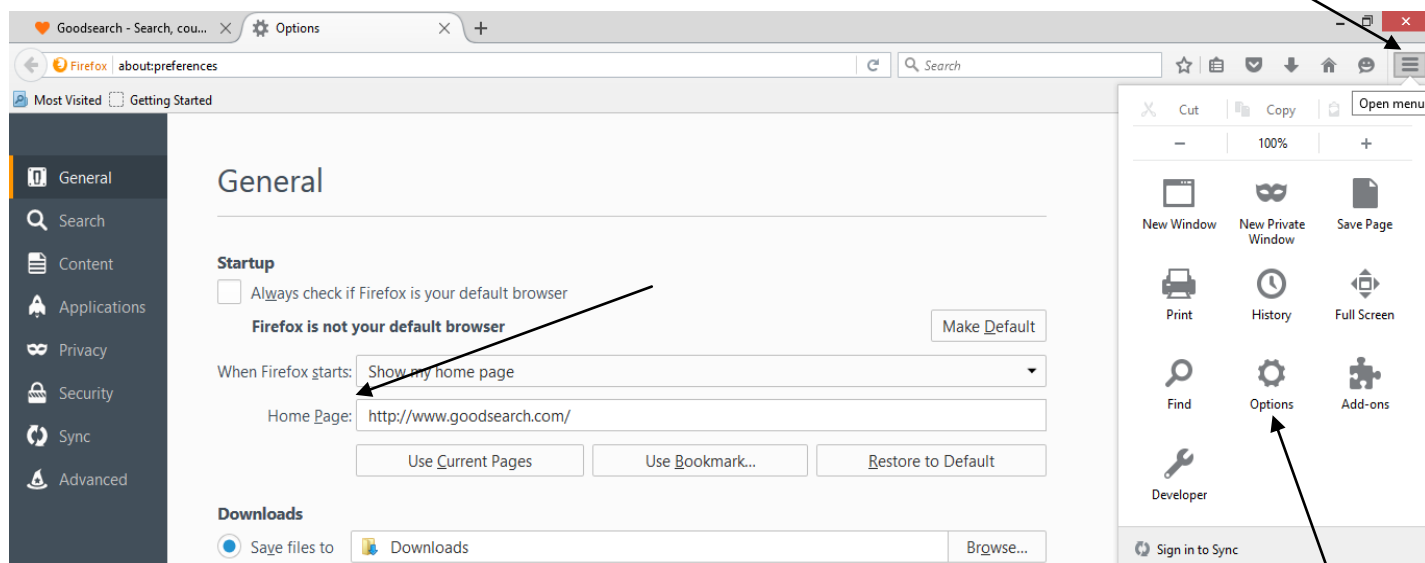 Goodsearch - Search, cou...
Options
Firefox about:preferences
Search
Most Visited Getting Started
Cut Copy
Open menu
100%
General
Search
Content
Applications
Privacy
Security
Sync
Advanced
General
Startup
Always check if Firefox is your default browser
Firefox is not your default browser
Make Default
When Firefox starts: Show my home page
Home Page: http://www.goodsearch.com/
Use Current Pages Use Bookmark... Restore to Default
Downloads
Save files to Downloads Browse...
New Window New Private Window Save Page
Print History Full Screen
Find Options Add-ons
Developer
Sign in to Sync